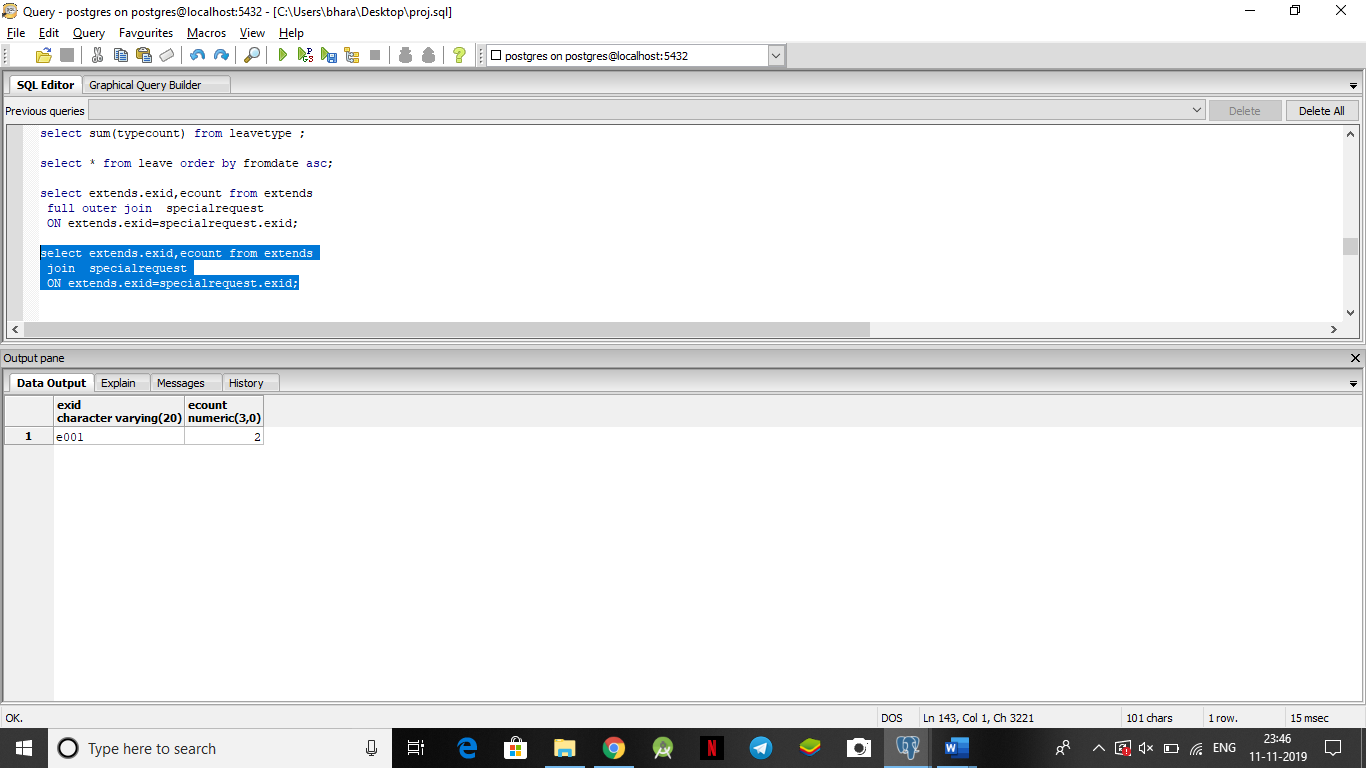 Query - postgres on postgres@localhost:5432 - [C:\Users\bhara\Desktop\proj.sql]
File Edit Query Favourites Macros View Help
postgres on postgres@localhost:5432
SQL Editor Graphical Query Builder
Previous queries Delete Delete All
select sum(typecount) from leavetype ;
select * from leave order by fromdate asc;
select extends.exid,ecount from extends
full outer join specialrequest
ON extends.exid=specialrequest.exid;
select extends.exid,ecount from extends
join specialrequest
ON extends.exid=specialrequest.exid;
Output pane
Data Output Explain Messages History
exid ecount
character varying(20) numeric(3,0)
1 e001 2
OK. DOS Ln 143, Col 1, Ch 3221 101 chars 1 row. 15 msec
Type here to search ENG 23:46
11-11-2019